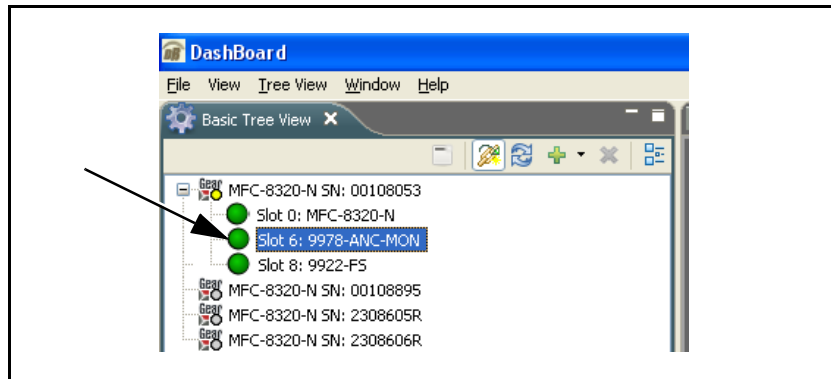 DashBoard
File View Tree View Window Help
Basic Tree View
Gear MFC-8320-N SN: 00108053
Slot 0: MFC-8320-N
Slot 6: 9978-ANC-MON
Slot 8: 9922-FS
Gear MFC-8320-N SN: 00108895
Gear MFC-8320-N SN: 2308605R
Gear MFC-8320-N SN: 2308606R